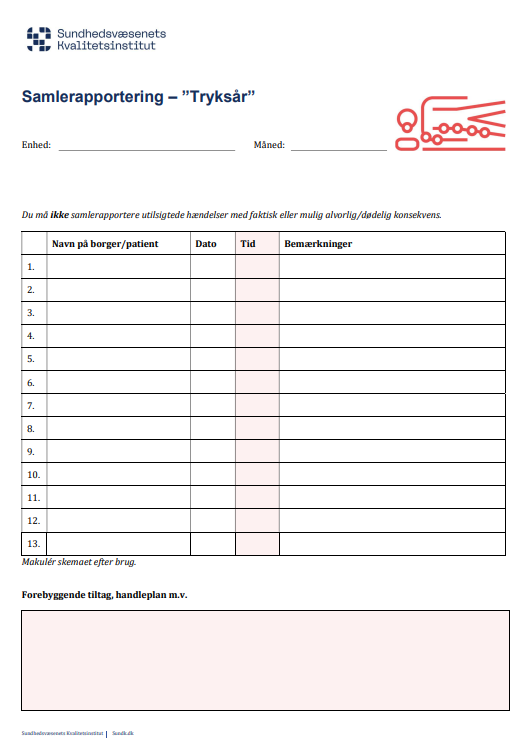 Sundhedsvæsenets
Kvalitetsinstitut
Samlerapportering – ”Tryksår”
Enhed: Måned:
Du må ikke samlerapportere utilsigtede hændelser med faktisk eller mulig alvorlig/dødelig konsekvens.
Navn på borger/patient Dato Tid Bemærkninger
1.
2.
3.
4.
5.
6.
7.
8.
9.
10.
11.
12.
13.
Makulér skemaet efter brug.
Forebyggende tiltag, handleplan m.v.
Sundhedsvæsenets Kvalitetsinstitut | Sundk.dk